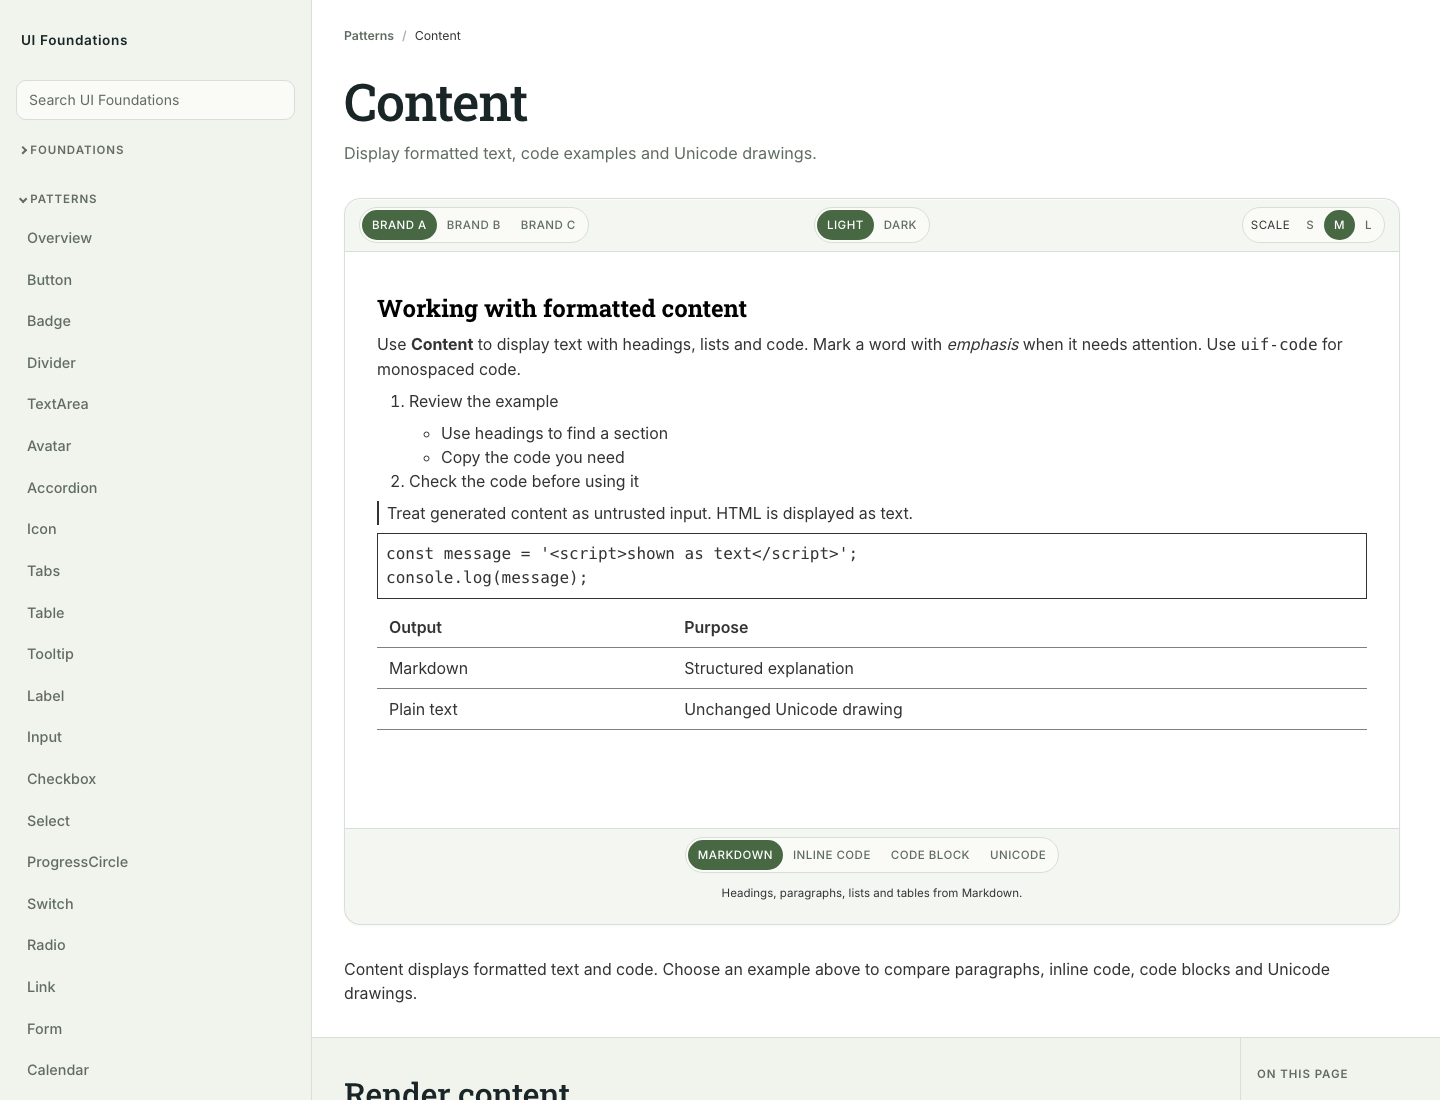 UI Foundations
Search UI Foundations
FOUNDATIONS
PATTERNS
Overview
Button
Badge
Divider
TextArea
Avatar
Accordion
Icon
Tabs
Table
Tooltip
Label
Input
Checkbox
Select
ProgressCircle
Switch
Radio
Link
Form
Calendar
Patterns / Content
Content
Display formatted text, code examples and Unicode drawings.
BRAND A BRAND B BRAND C LIGHT DARK SCALE S M L
Working with formatted content
Use Content to display text with headings, lists and code. Mark a word with emphasis when it needs attention. Use uif-code for
monospaced code.
1. Review the example
◦ Use headings to find a section
◦ Copy the code you need
2. Check the code before using it
Treat generated content as untrusted input. HTML is displayed as text.
const message = '<script>shown as text</script>';
console.log(message);
Output Purpose
Markdown Structured explanation
Plain text Unchanged Unicode drawing
MARKDOWN INLINE CODE CODE BLOCK UNICODE
Headings, paragraphs, lists and tables from Markdown.
Content displays formatted text and code. Choose an example above to compare paragraphs, inline code, code blocks and Unicode
drawings.
Render content
ON THIS PAGE